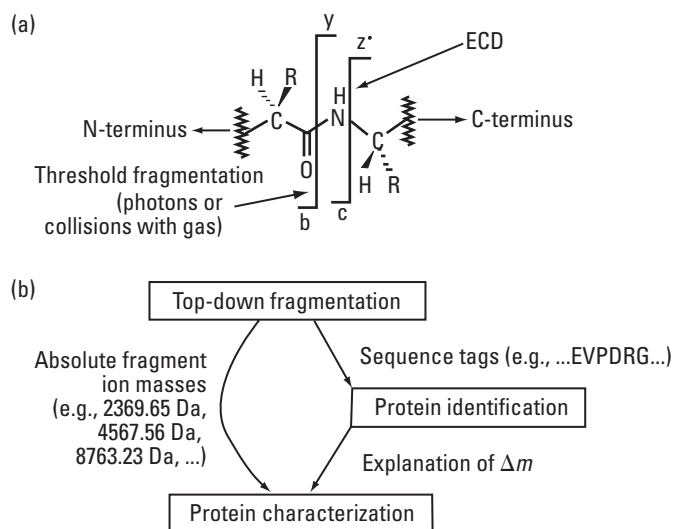 (a)
y
z•
ECD
H
R
H
N-terminus
C
N
C-terminus
C
O
H
R
Threshold fragmentation
(photons or
collisions with gas)
b
c
(b)
Top-down fragmentation
Absolute fragment
ion masses
(e.g., 2369.65 Da,
4567.56 Da,
8763.23 Da, ...)
Sequence tags (e.g., ...EVPDRG...)
Protein identification
Explanation of Δm
Protein characterization